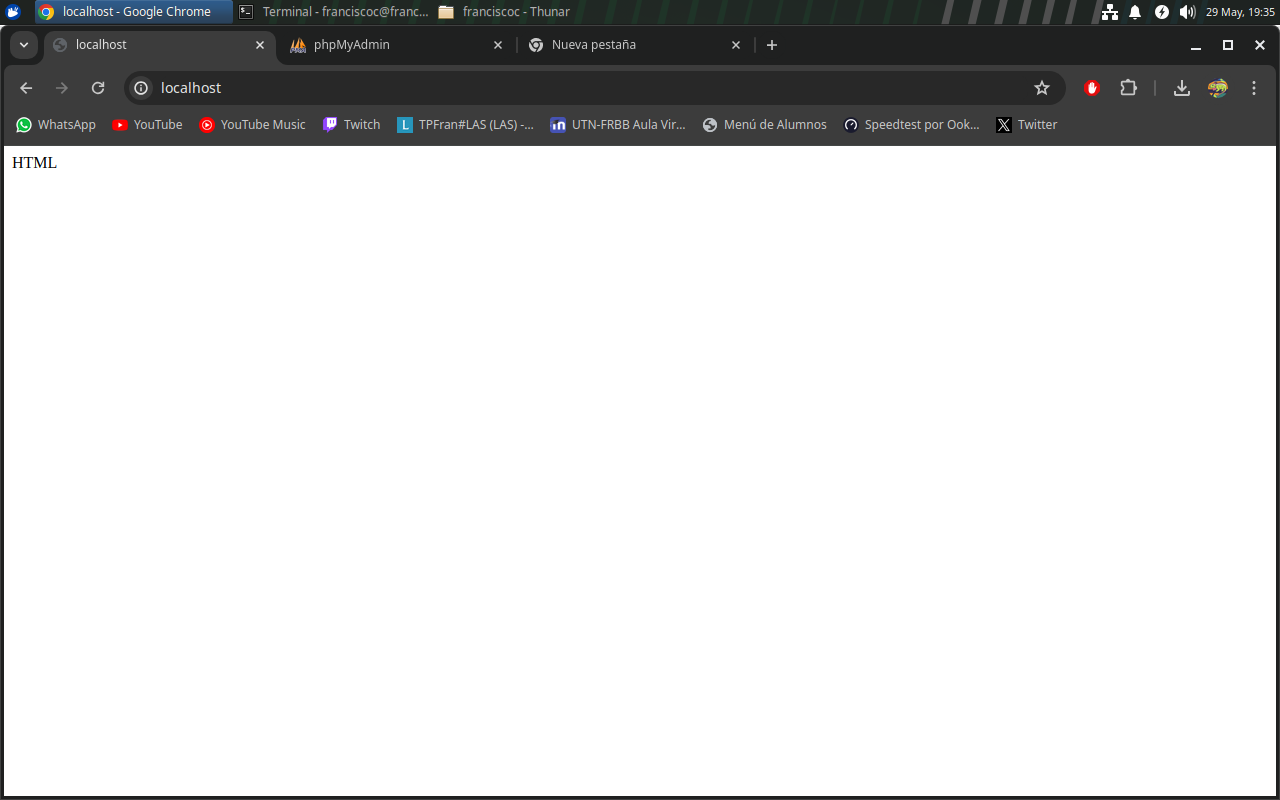 localhost - Google Chrome
Terminal - franciscoc@franc...
franciscoc - Thunar
29 May, 19:35
localhost
phpMyAdmin
Nueva pestaña
localhost
WhatsApp
YouTube
YouTube Music
Twitch
TPFran#LAS (LAS) -...
UTN-FRBB Aula Vir...
Menú de Alumnos
Speedtest por Ook...
Twitter
HTML